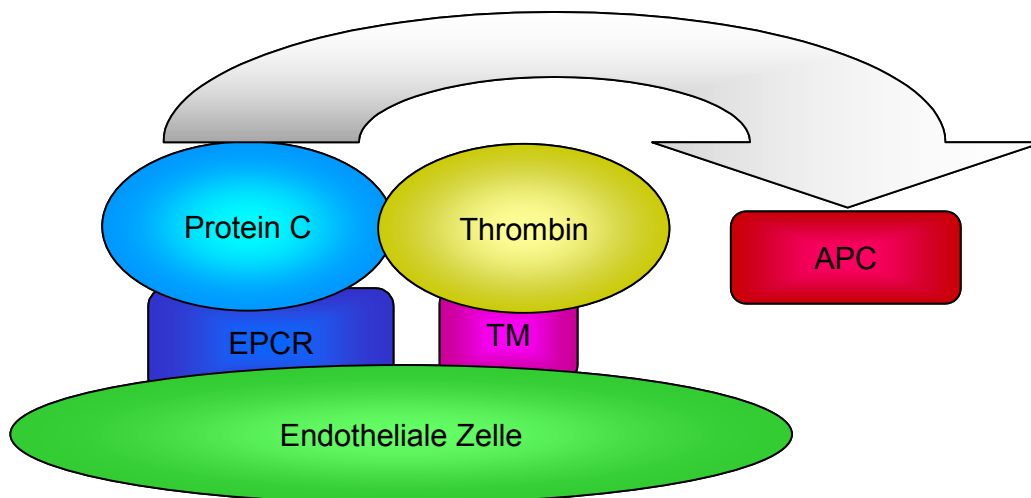 Protein C
Thrombin
APC
EPCR
TM
Endotheliale Zelle